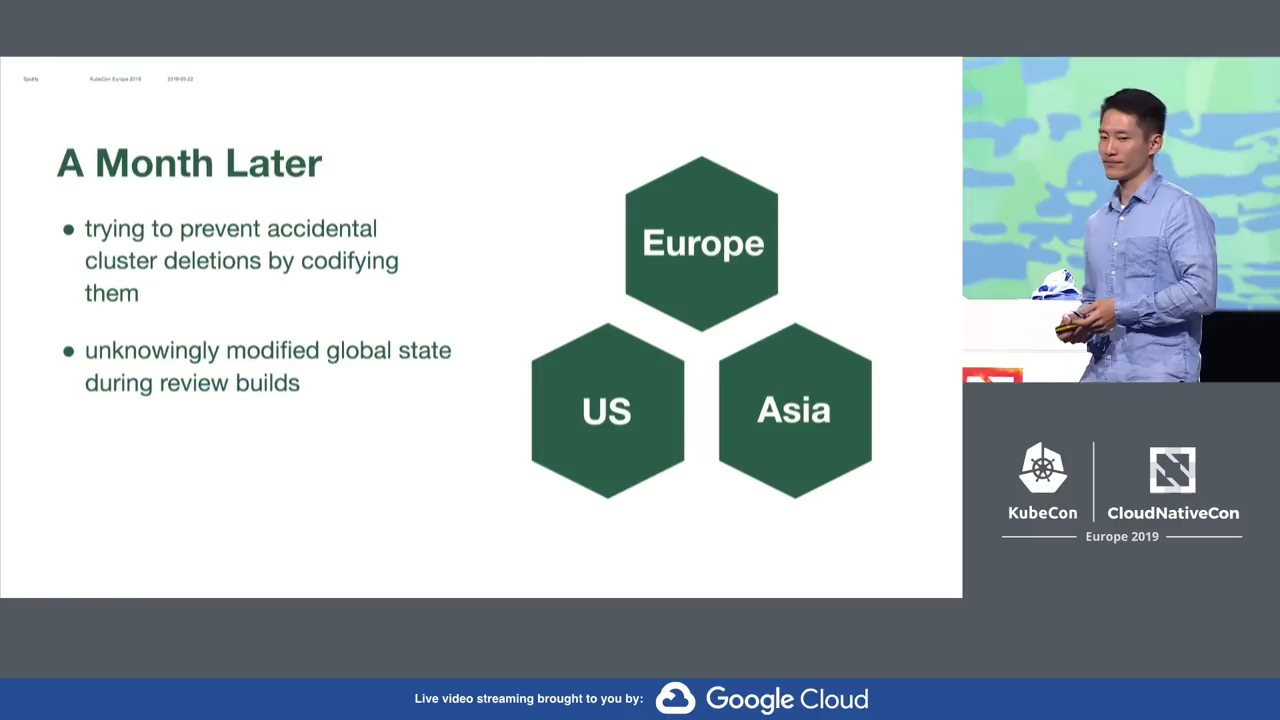 Spotify KubeCon Europe 2019 2019-05-22
A Month Later
• trying to prevent accidental
cluster deletions by codifying
them
• unknowingly modified global state
during review builds
Europe
US
Asia
KubeCon
CloudNativeCon
Europe 2019
Live video streaming brought to you by:
Google Cloud